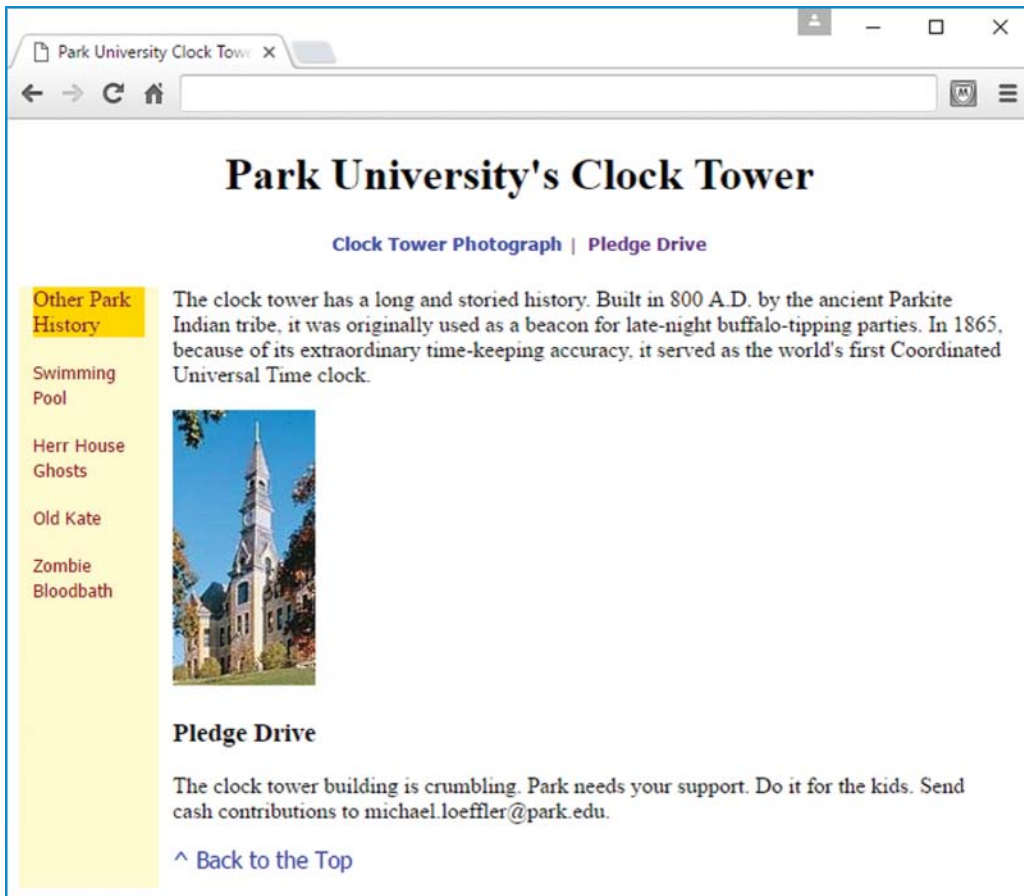 Park University Clock Tow
Park University's Clock Tower
Clock Tower Photograph | Pledge Drive
Other Park
History
Swimming
Pool
Herr House
Ghosts
Old Kate
Zombie
Bloodbath
The clock tower has a long and storied history. Built in 800 A.D. by the ancient Parkite
Indian tribe, it was originally used as a beacon for late-night buffalo-tipping parties. In 1865,
because of its extraordinary time-keeping accuracy, it served as the world's first Coordinated
Universal Time clock.
Pledge Drive
The clock tower building is crumbling. Park needs your support. Do it for the kids. Send
cash contributions to michael.loeffler@park.edu.
^ Back to the Top